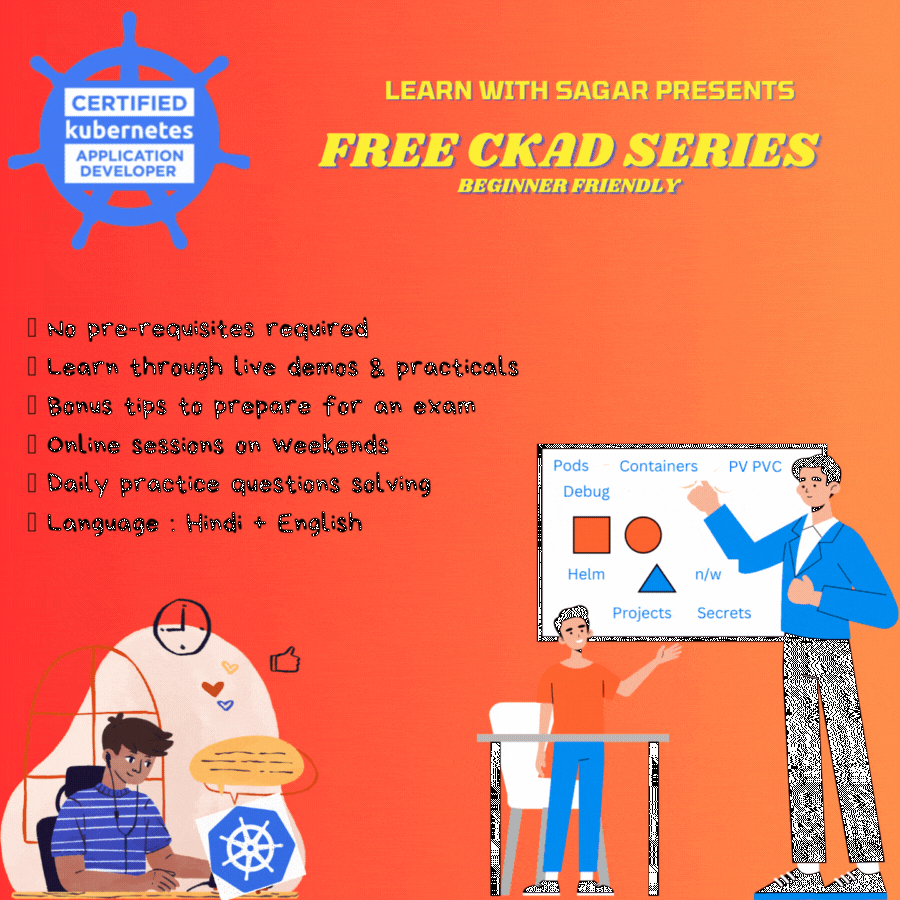 CERTIFIED
kubernetes
APPLICATION
DEVELOPER
LEARN WITH SAGAR PRESENTS
FREE CKAD SERIES
BEGINNER FRIENDLY
No pre-requisites required
Learn through live demos & practicals
Bonus tips to prepare for an exam
Online sessions on Weekends
Daily practice questions solving
Language : Hindi + English
Pods Containers PV PVC
Debug
Helm n/w
Projects Secrets